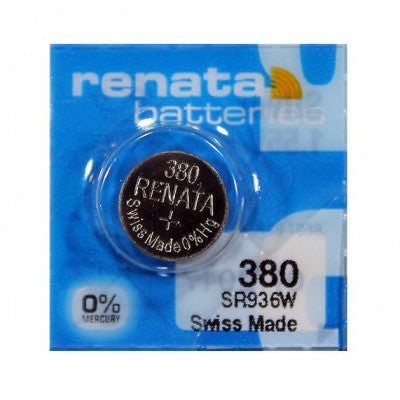 renata
batteries
380
RENATA
+
Swiss Made 0% Hg
380
SR936W
Swiss Made
0%
MERCURY